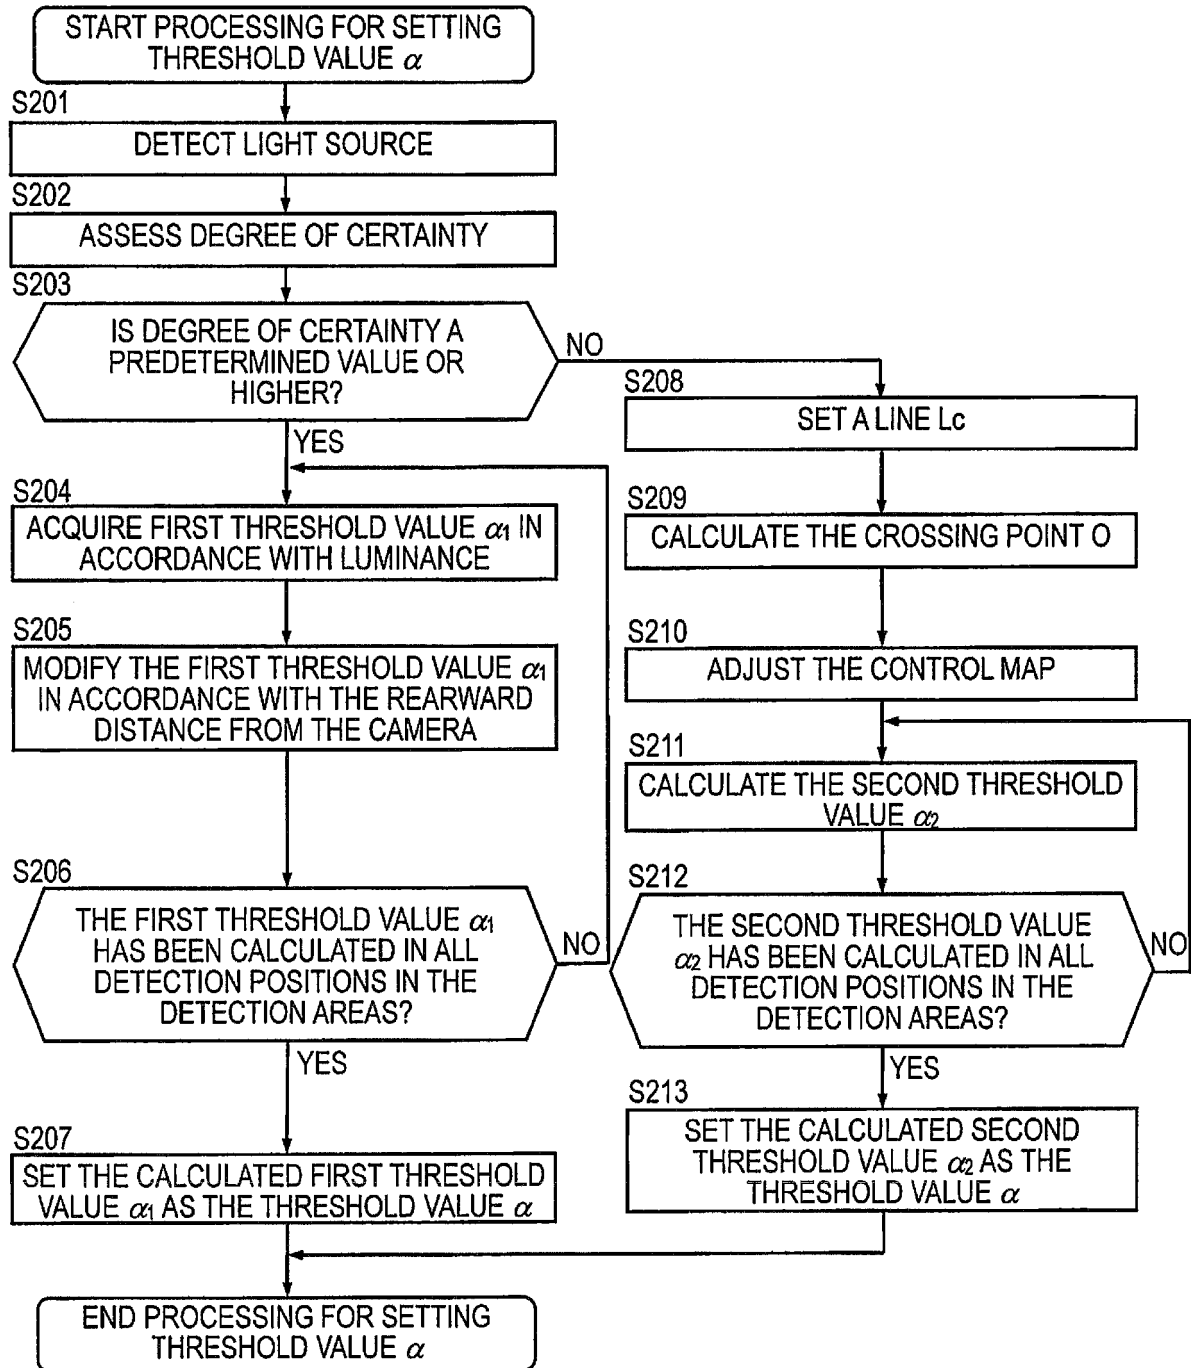 START PROCESSING FOR SETTING
THRESHOLD VALUE α
S201
DETECT LIGHT SOURCE
S202
ASSESS DEGREE OF CERTAINTY
S203
IS DEGREE OF CERTAINTY A
PREDETERMINED VALUE OR
HIGHER?
NO
YES
S204
ACQUIRE FIRST THRESHOLD VALUE α1 IN
ACCORDANCE WITH LUMINANCE
S205
MODIFY THE FIRST THRESHOLD VALUE α1
IN ACCORDANCE WITH THE REARWARD
DISTANCE FROM THE CAMERA
S206
THE FIRST THRESHOLD VALUE α1
HAS BEEN CALCULATED IN ALL
DETECTION POSITIONS IN THE
DETECTION AREAS?
NO
YES
S207
SET THE CALCULATED FIRST THRESHOLD
VALUE α1 AS THE THRESHOLD VALUE α
S208
SET A LINE Lc
S209
CALCULATE THE CROSSING POINT O
S210
ADJUST THE CONTROL MAP
S211
CALCULATE THE SECOND THRESHOLD
VALUE α2
S212
THE SECOND THRESHOLD VALUE
α2 HAS BEEN CALCULATED IN ALL
DETECTION POSITIONS IN THE
DETECTION AREAS?
NO
YES
S213
SET THE CALCULATED SECOND
THRESHOLD VALUE α2 AS THE
THRESHOLD VALUE α
END PROCESSING FOR SETTING
THRESHOLD VALUE α